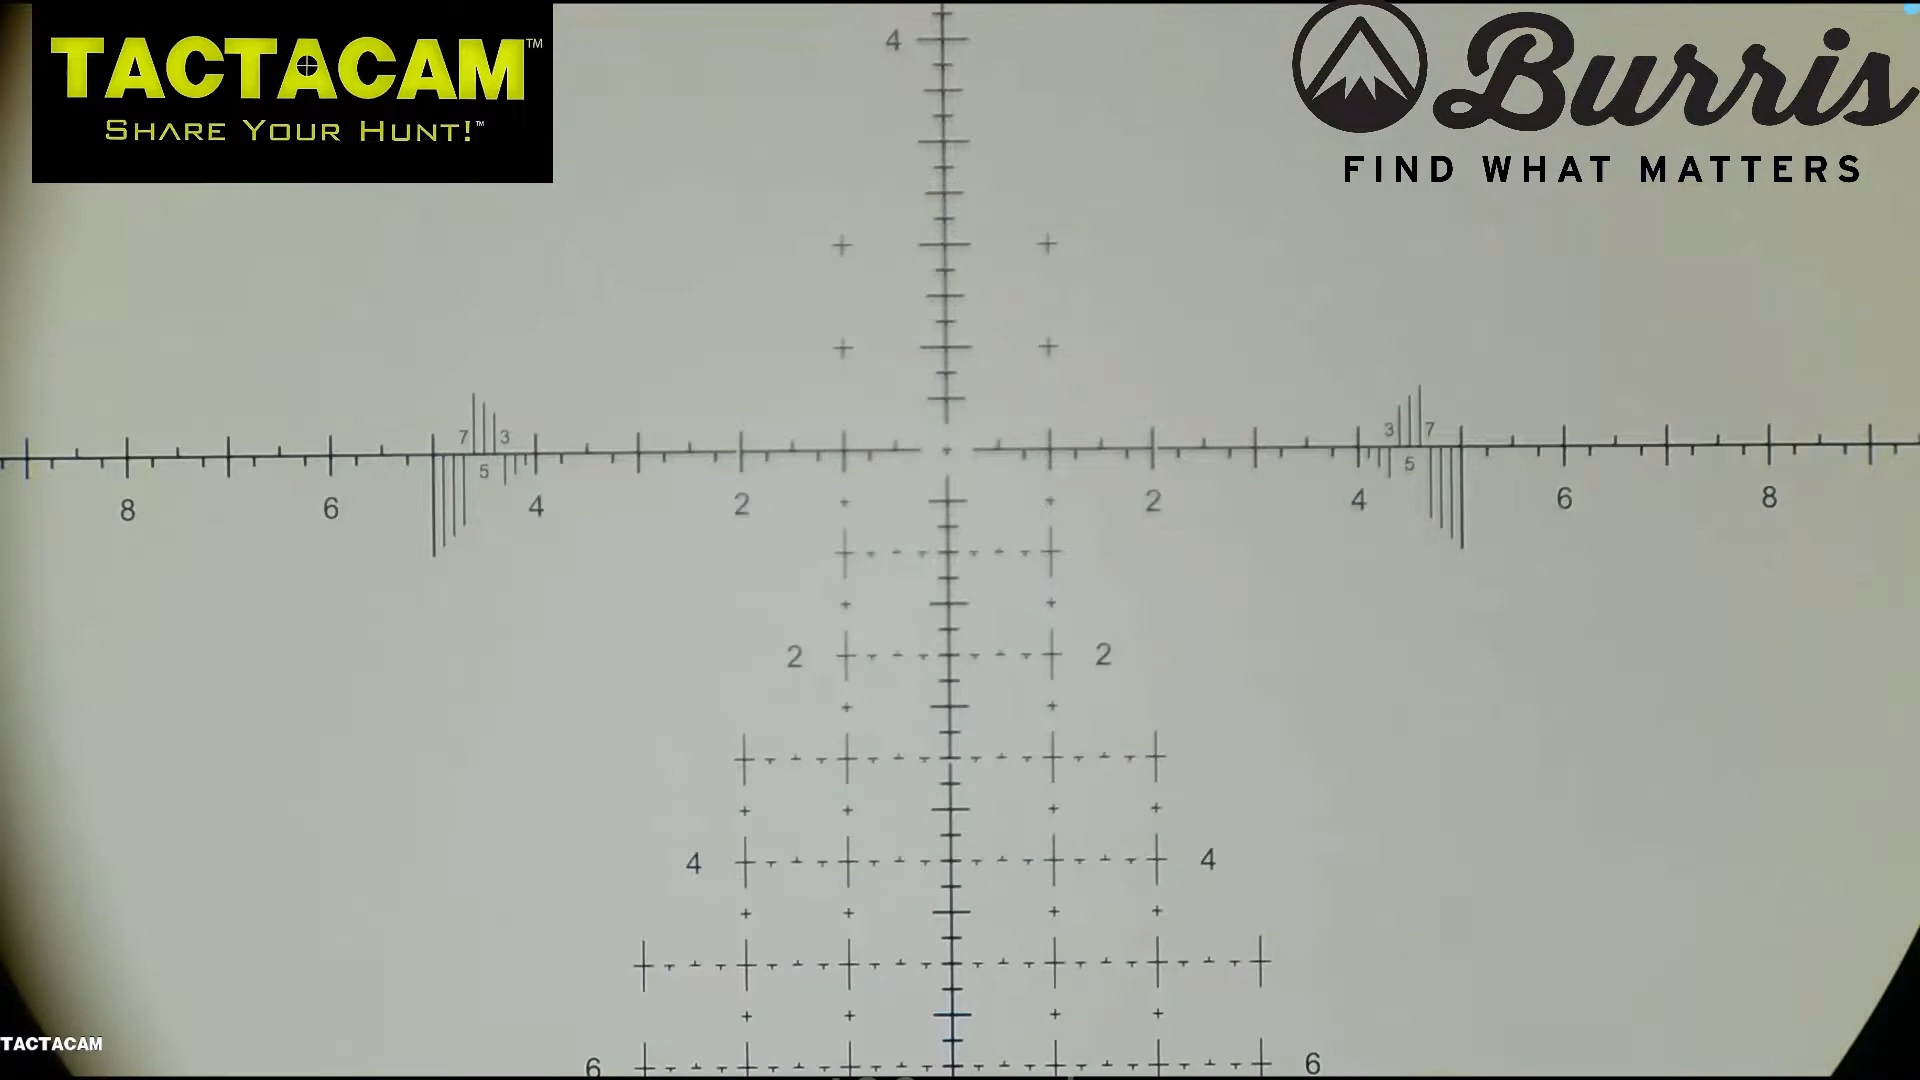 TACTACAM™
SHARE YOUR HUNT!™
Burris
FIND WHAT MATTERS
4
7 3
3 7
5
5
8 6 4 2 2 4 6 8
2 2
4 4
6 6
TACTACAM